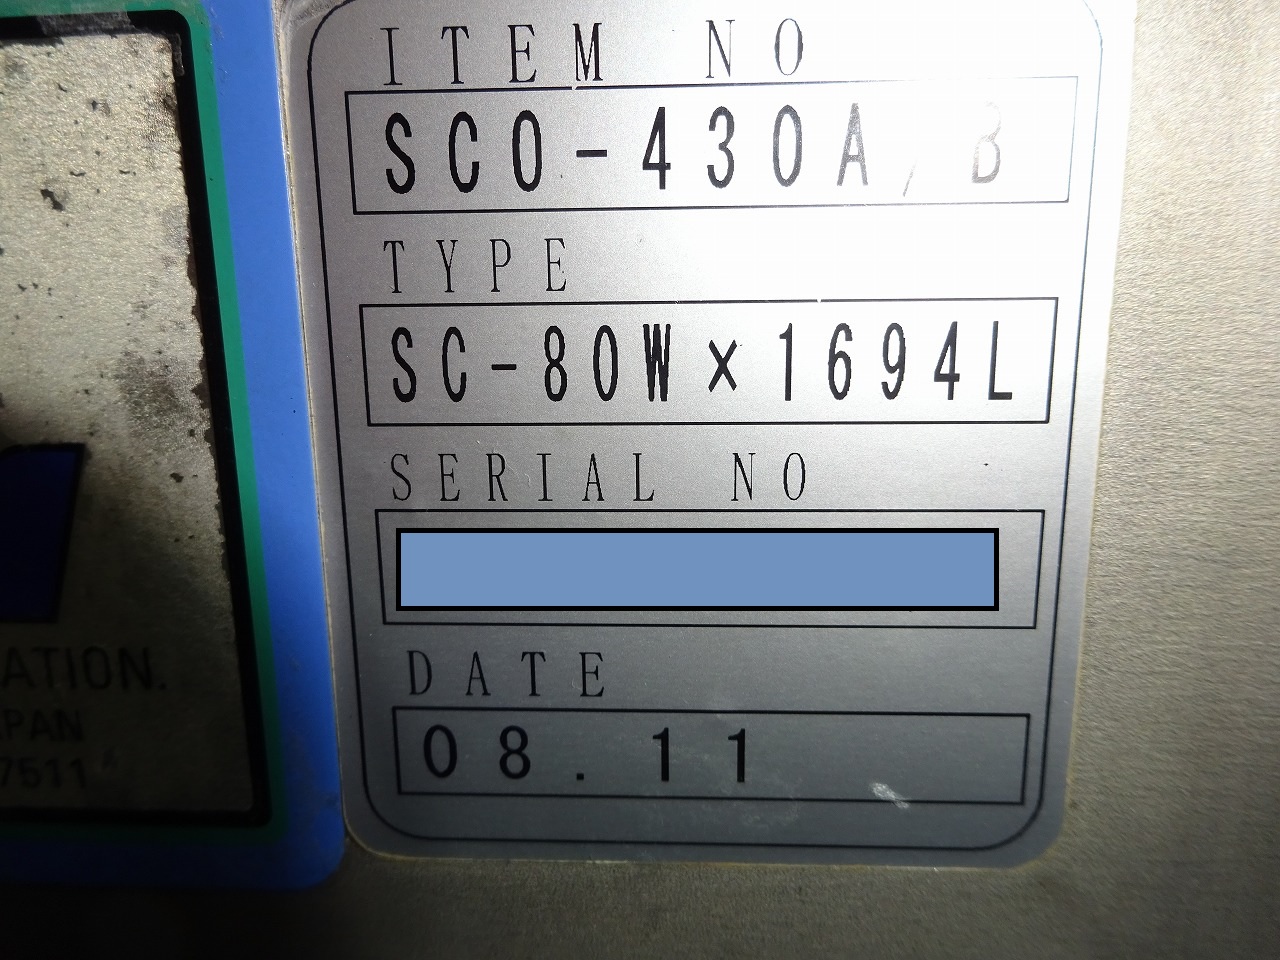 ITEM NO
SCO-430A/B
TYPE
SC-80W×1694L
SERIAL NO
DATE
08.11
ATION.
PAN
7511